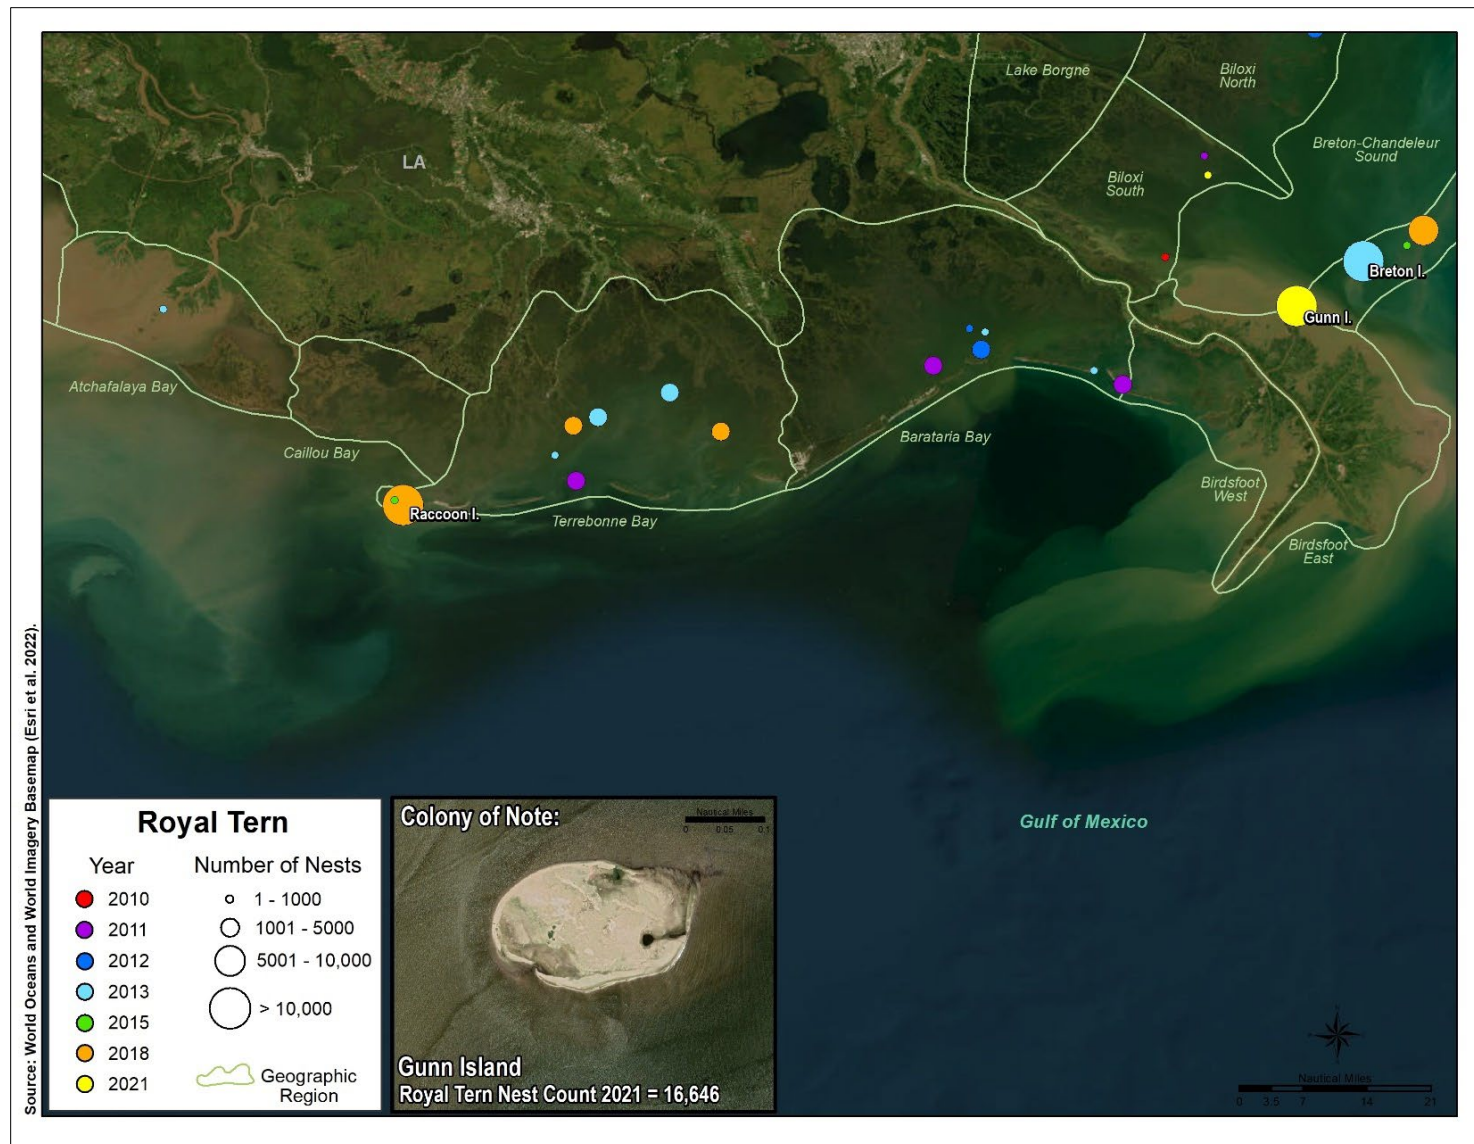 Lake Borgne
Biloxi
North
LA
Breton-Chandeleur
Sound
Biloxi
South
Breton I.
Gunn I.
Atchafalaya Bay
Caillou Bay
Barataria Bay
Raccoon I.
Terrebonne Bay
Birdsfoot
West
Birdsfoot
East
Gulf of Mexico
Source: World Oceans and World Imagery Basemap (Esri et al. 2022).
Royal Tern
Year
2010
2011
2012
2013
2015
2018
2021
Number of Nests
1 - 1000
1001 - 5000
5001 - 10,000
> 10,000
Geographic
Region
Colony of Note:
Nautical Miles
0 0.05 0.1
Gunn Island
Royal Tern Nest Count 2021 = 16,646
Nautical Miles
0 3.5 7 14 21